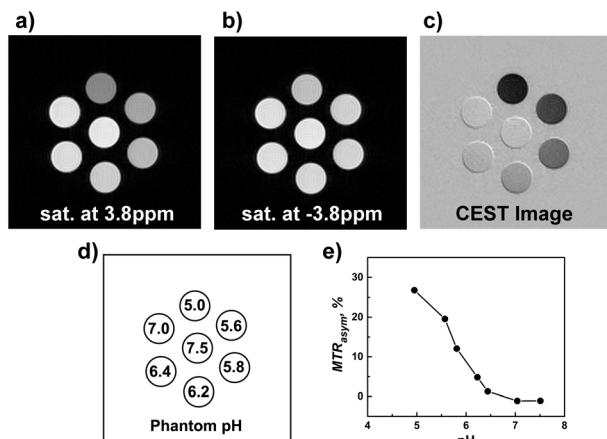 a)
b)
c)
sat. at 3.8ppm
sat. at -3.8ppm
CEST Image
d)
5.0
7.0
5.6
7.5
6.4
5.8
6.2
Phantom pH
e)
MTRasym, %
30
20
10
0
4
5
6
7
8
pH